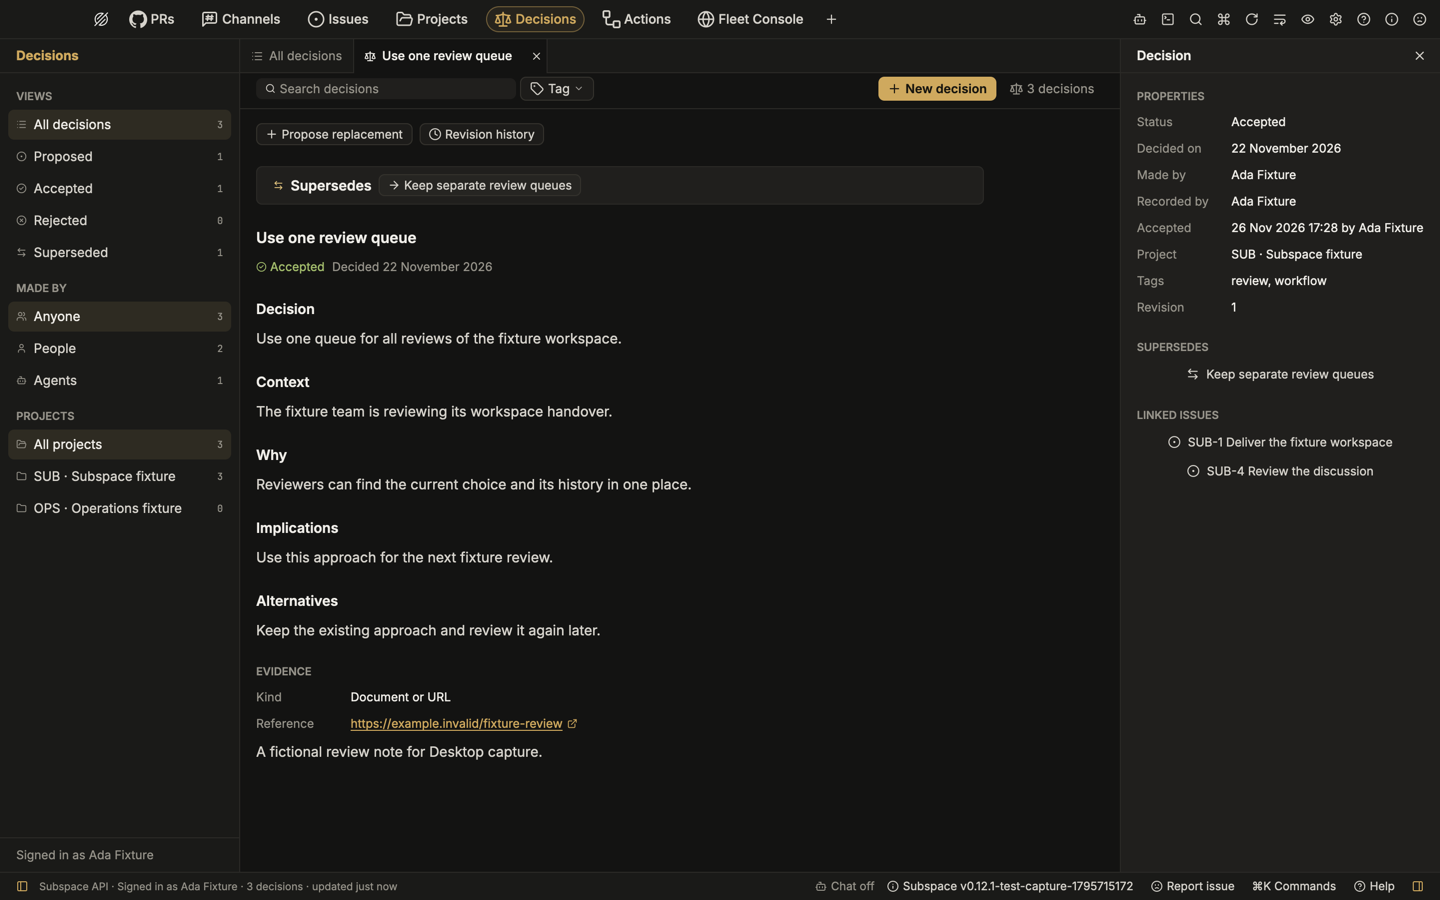 PRs
Channels
Issues
Projects
Decisions
Actions
Fleet Console
Decisions
VIEWS
All decisions 3
Proposed 1
Accepted 1
Rejected 0
Superseded 1
MADE BY
Anyone 3
People 2
Agents 1
PROJECTS
All projects 3
SUB · Subspace fixture 3
OPS · Operations fixture 0
Signed in as Ada Fixture
All decisions
Use one review queue
Search decisions
Tag
New decision
3 decisions
Propose replacement
Revision history
Supersedes
Keep separate review queues
Use one review queue
Accepted Decided 22 November 2026
Decision
Use one queue for all reviews of the fixture workspace.
Context
The fixture team is reviewing its workspace handover.
Why
Reviewers can find the current choice and its history in one place.
Implications
Use this approach for the next fixture review.
Alternatives
Keep the existing approach and review it again later.
EVIDENCE
Kind Document or URL
Reference https://example.invalid/fixture-review
A fictional review note for Desktop capture.
Decision
PROPERTIES
Status Accepted
Decided on 22 November 2026
Made by Ada Fixture
Recorded by Ada Fixture
Accepted 26 Nov 2026 17:28 by Ada Fixture
Project SUB · Subspace fixture
Tags review, workflow
Revision 1
SUPERSEDES
Keep separate review queues
LINKED ISSUES
SUB-1 Deliver the fixture workspace
SUB-4 Review the discussion
Subspace API · Signed in as Ada Fixture · 3 decisions · updated just now
Chat off
Subspace v0.12.1-test-capture-1795715172
Report issue
⌘K Commands
Help